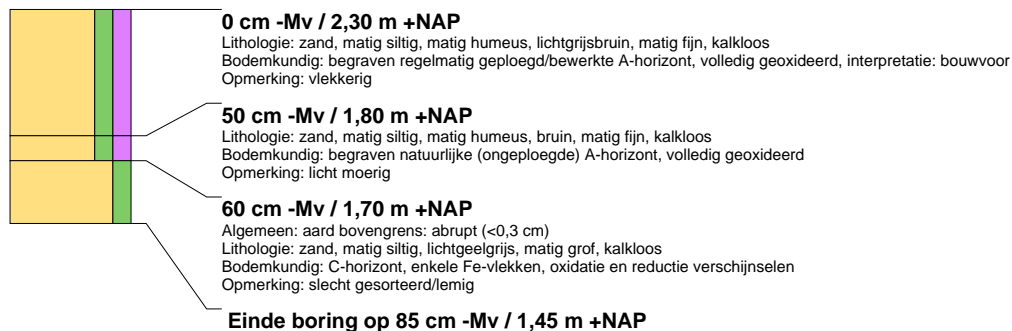 0 cm -Mv / 2,30 m +NAP
Lithologie: zand, matig siltig, matig humeus, lichtgrijsbruin, matig fijn, kalkloos
Bodemkundig: begraven regelmatig geploegd/bewerkte A-horizont, volledig geoxideerd, interpretatie: bouwvoor
Opmerking: vlekkerig
50 cm -Mv / 1,80 m +NAP
Lithologie: zand, matig siltig, matig humeus, bruin, matig fijn, kalkloos
Bodemkundig: begraven natuurlijke (ongeploegde) A-horizont, volledig geoxideerd
Opmerking: licht moerig
60 cm -Mv / 1,70 m +NAP
Algemeen: aard bovengrens: abrupt (<0,3 cm)
Lithologie: zand, matig siltig, lichtgeelgrijs, matig grof, kalkloos
Bodemkundig: C-horizont, enkele Fe-vlekken, oxidatie en reductie verschijnselen
Opmerking: slecht gesorteerd/lemig
Einde boring op 85 cm -Mv / 1,45 m +NAP